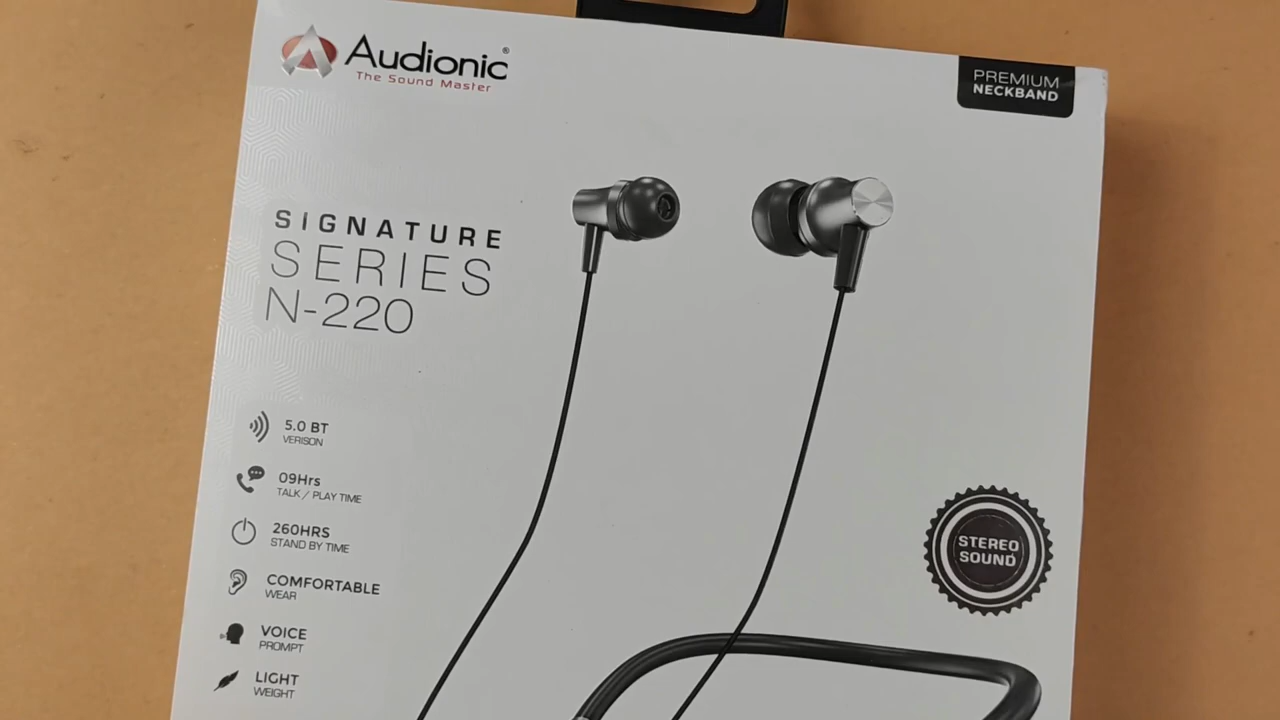 Audionic®
The Sound Master
PREMIUM
NECKBAND
SIGNATURE
SERIES
N-220
5.0 BT
VERISON
09Hrs
TALK / PLAY TIME
260HRS
STAND BY TIME
COMFORTABLE
WEAR
VOICE
PROMPT
LIGHT
WEIGHT
STEREO
SOUND